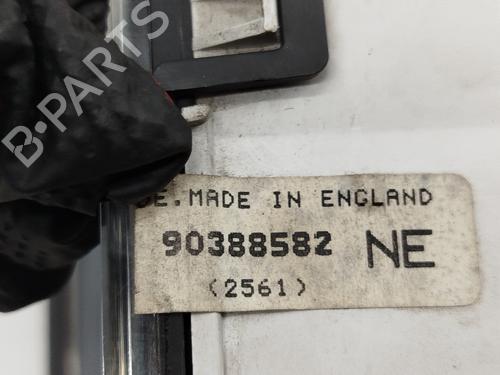 B-PARTS
E. MADE IN ENGLAND
90388582 NE
(2561)